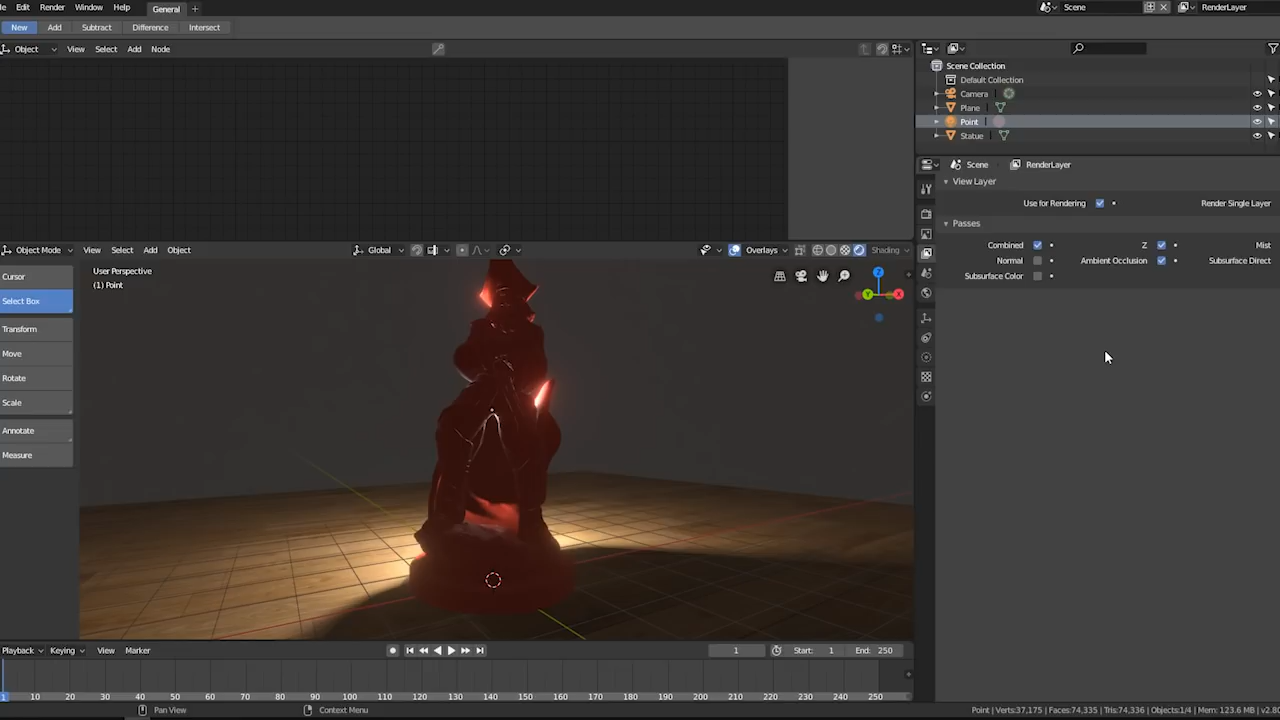 Edit Render Window Help General Scene RenderLayer
New Add Subtract Difference Intersect
Object View Select Add Node
Scene Collection
Default Collection
Camera
Plane
Point
Statue
Scene RenderLayer
View Layer
Use for Rendering Render Single Layer
Passes
Combined Z Mist
Normal Ambient Occlusion Subsurface Direct
Subsurface Color
Object Mode View Select Add Object Global Overlays Shading
Cursor
Select Box
Transform
Move
Rotate
Scale
Annotate
Measure
User Perspective
(1) Point
Z
Y
X
Playback Keying View Marker 1 Start: 1 End: 250
1 10 20 30 40 50 60 70 80 90 100 110 120 130 140 150 160 170 180 190 200 210 220 230 240 250
Pan View Context Menu Point | Verts:37,175 | Faces:74,335 | Tris:74,336 | Objects:1/4 | Mem: 123.6 MB | v2.80